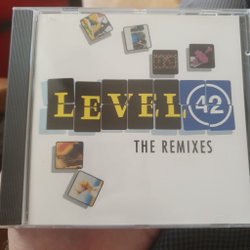 LEVEL 42
THE REMIXES